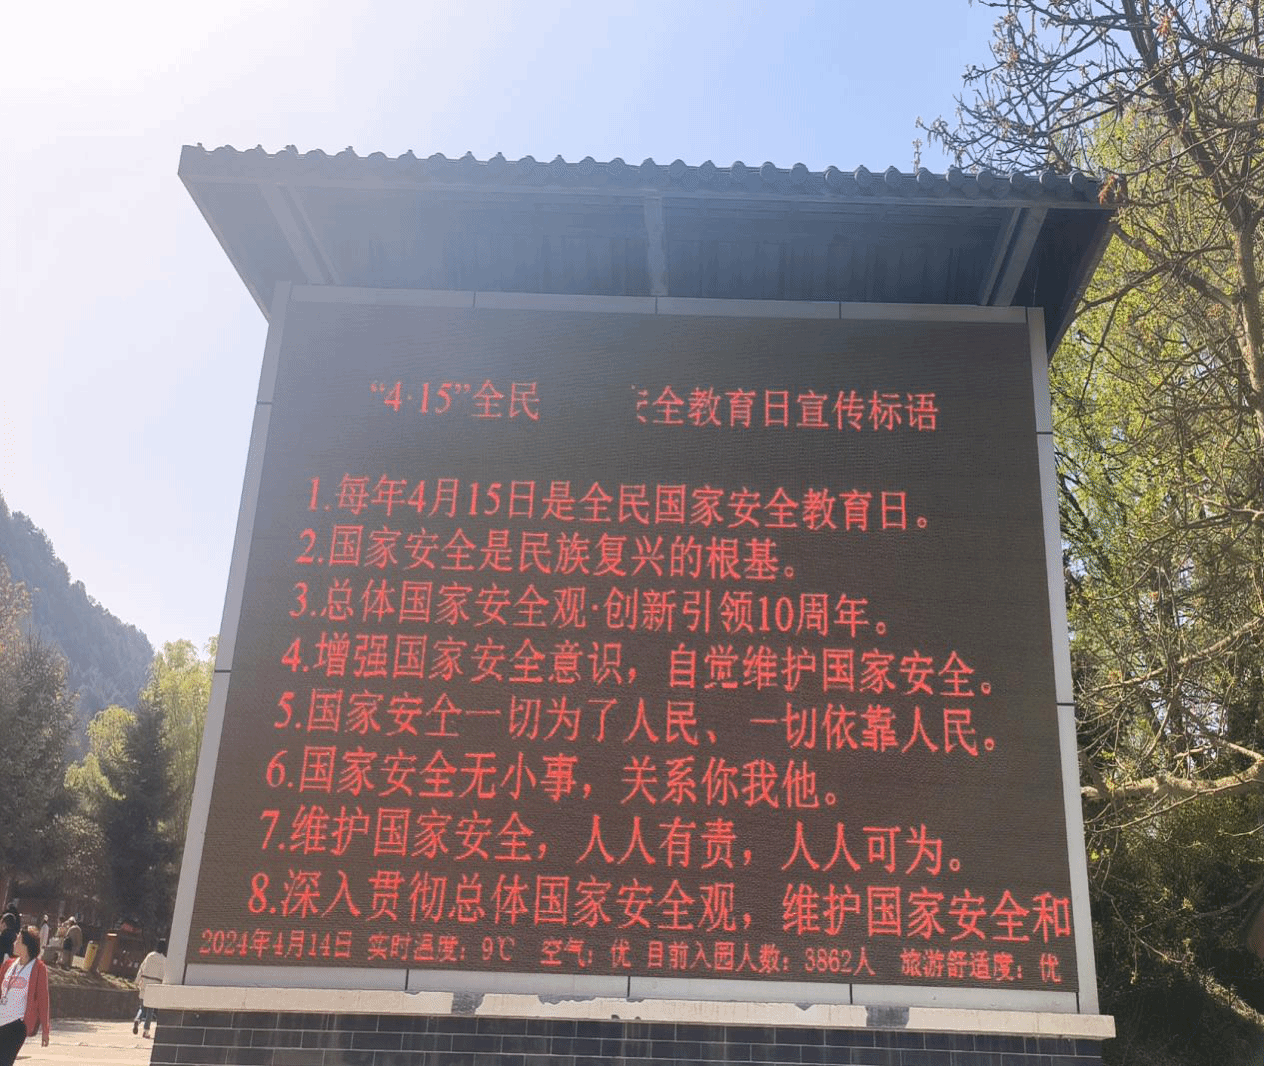 “4·15”全民 全教育日宣传标语
1.每年4月15日是全民国家安全教育日。
2.国家安全是民族复兴的根基。
3.总体国家安全观·创新引领10周年。
4.增强国家安全意识，自觉维护国家安全。
5.国家安全一切为了人民、一切依靠人民。
6.国家安全无小事，关系你我他。
7.维护国家安全，人人有责，人人可为。
8.深入贯彻总体国家安全观，维护国家安全和
2024年4月14日 实时温度：9℃ 空气：优 目前入园人数：3862人 旅游舒适度：优